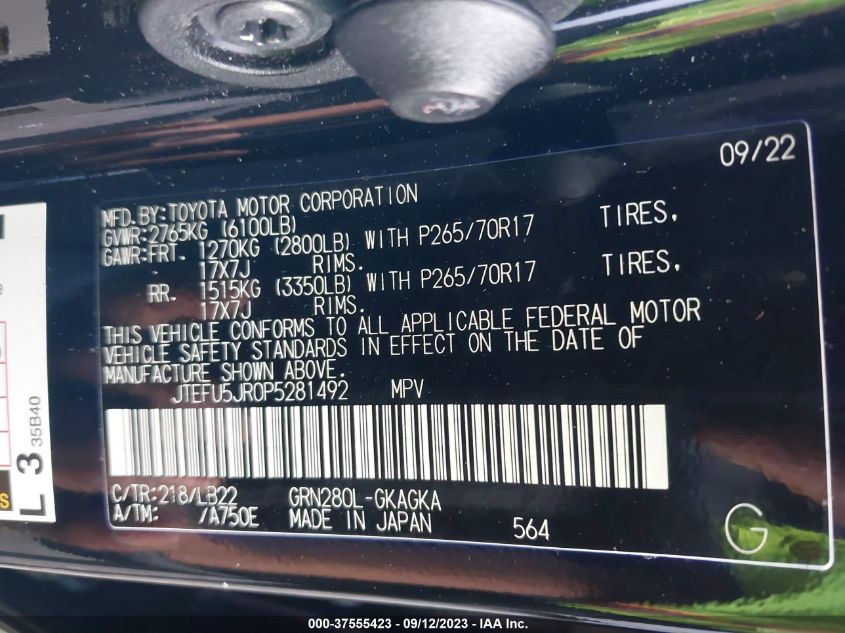 09/22
MFD.BY:TOYOTA MOTOR CORPORATION
GVWR:2765KG (6100LB)
GAWR:FRT. 1270KG (2800LB) WITH P265/70R17 TIRES,
17X7J RIMS.
RR. 1515KG (3350LB) WITH P265/70R17 TIRES,
17X7J RIMS.
THIS VEHICLE CONFORMS TO ALL APPLICABLE FEDERAL MOTOR
VEHICLE SAFETY STANDARDS IN EFFECT ON THE DATE OF
MANUFACTURE SHOWN ABOVE.
JTEFU5JR0P5281492 MPV
C/TR:218/LB22 GRN280L-GKAGKA
A/TM: /A750E MADE IN JAPAN 564
G
L 3 35B40
000-37555423 - 09/12/2023 - IAA Inc.